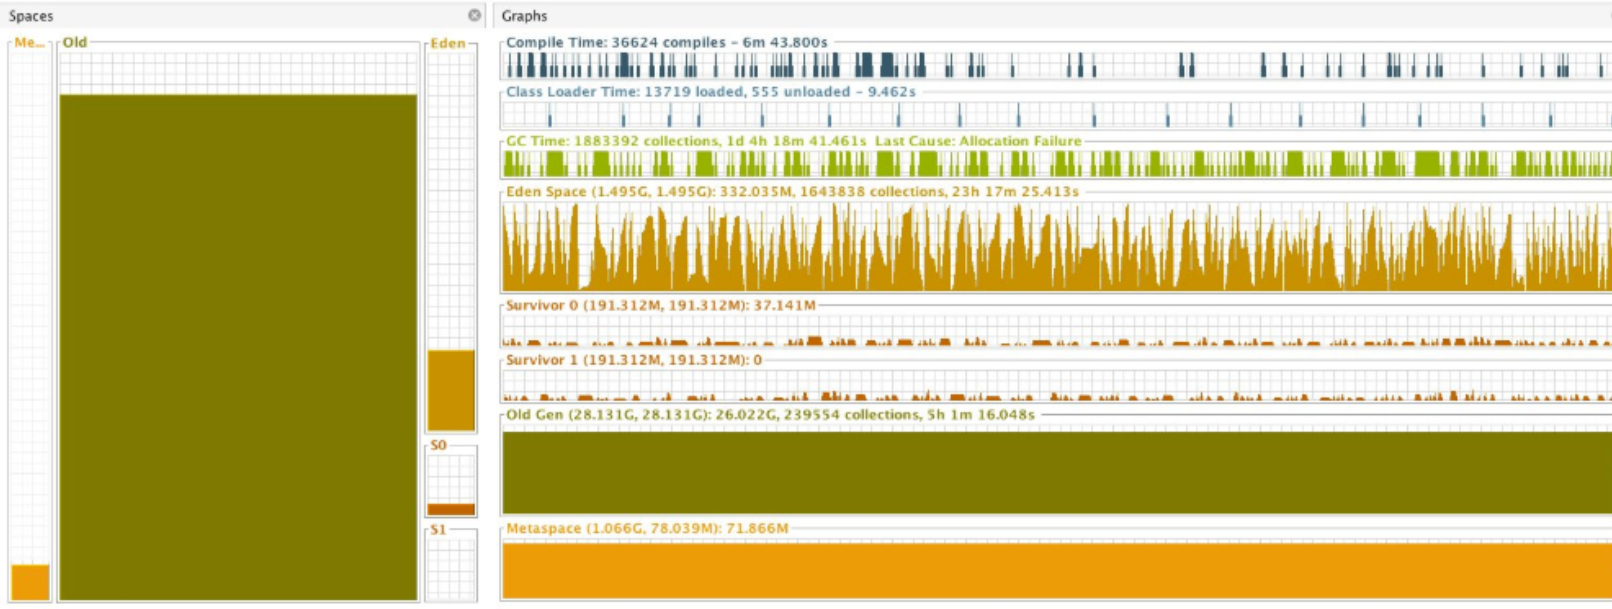 Spaces
Graphs
Me...
Old
Eden
S0
S1
Compile Time: 36624 compiles - 6m 43.800s
Class Loader Time: 13719 loaded, 555 unloaded - 9.462s
GC Time: 1883392 collections, 1d 4h 18m 41.461s Last Cause: Allocation Failure
Eden Space (1.495G, 1.495G): 332.035M, 1643838 collections, 23h 17m 25.413s
Survivor 0 (191.312M, 191.312M): 37.141M
Survivor 1 (191.312M, 191.312M): 0
Old Gen (28.131G, 28.131G): 26.022G, 239554 collections, 5h 1m 16.048s
Metaspace (1.066G, 78.039M): 71.866M